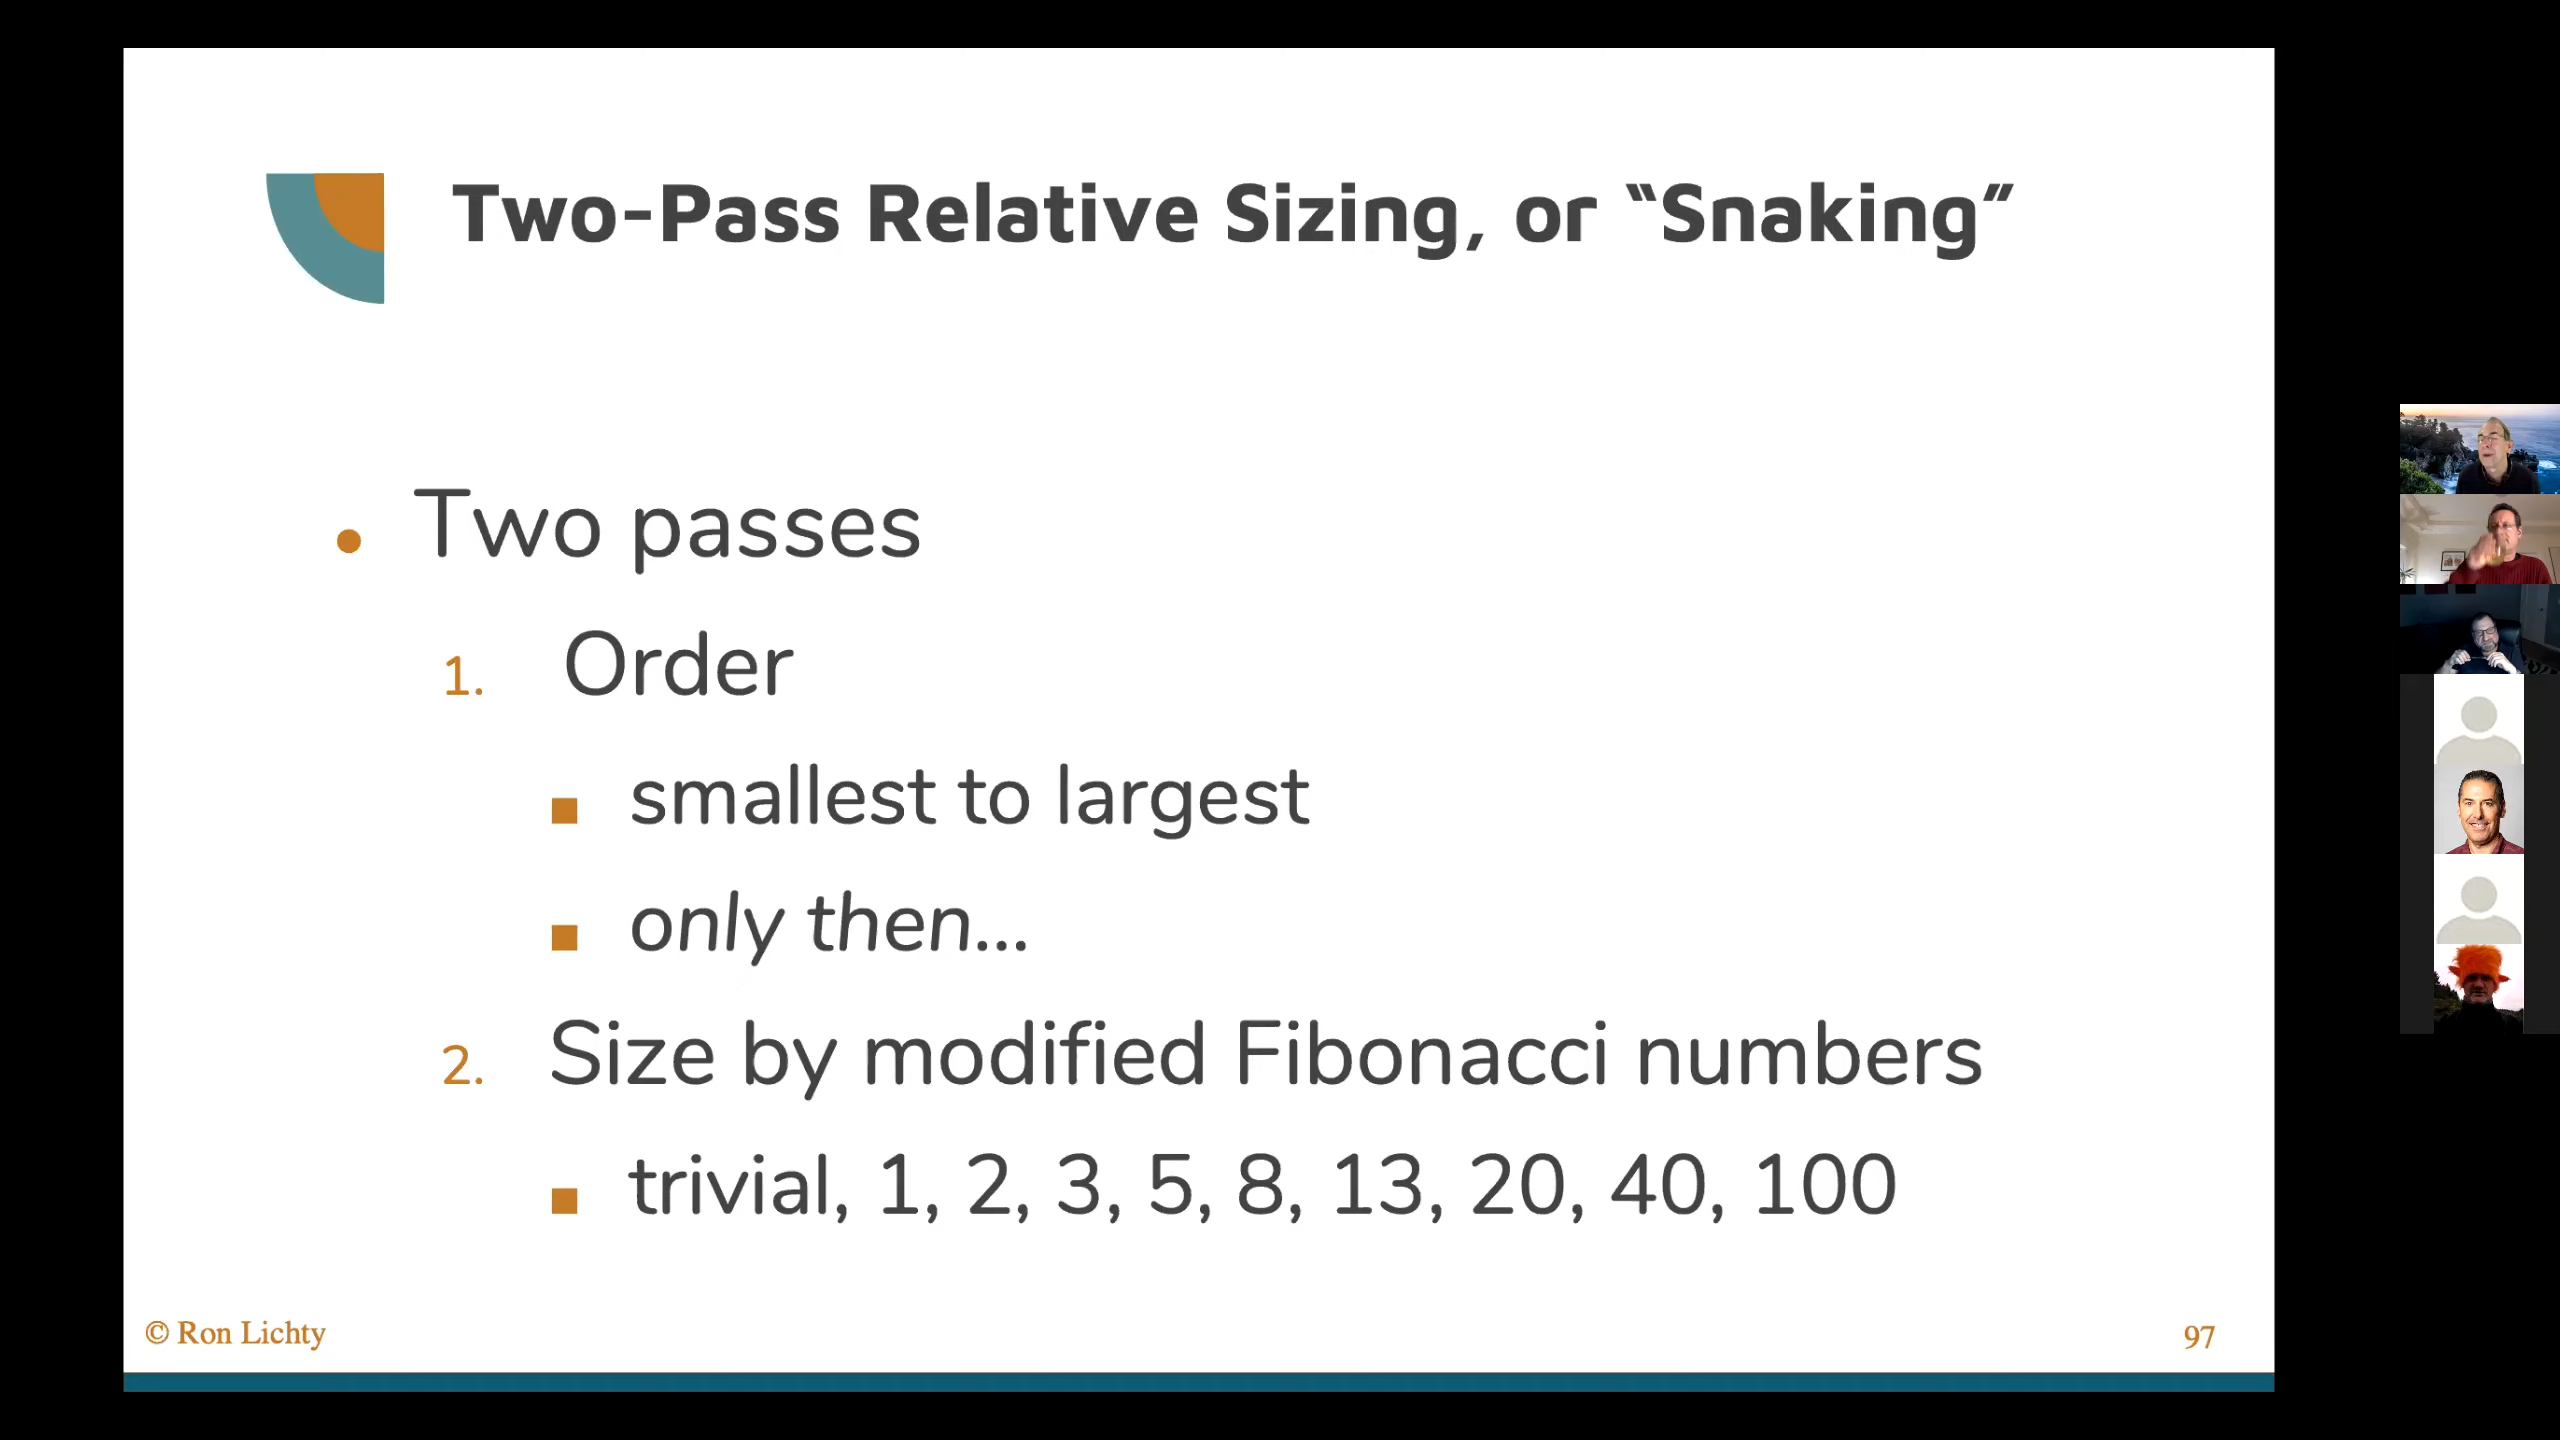 Two-Pass Relative Sizing, or “Snaking”
• Two passes
1. Order
■ smallest to largest
■ only then...
2. Size by modified Fibonacci numbers
■ trivial, 1, 2, 3, 5, 8, 13, 20, 40, 100
© Ron Lichty
97